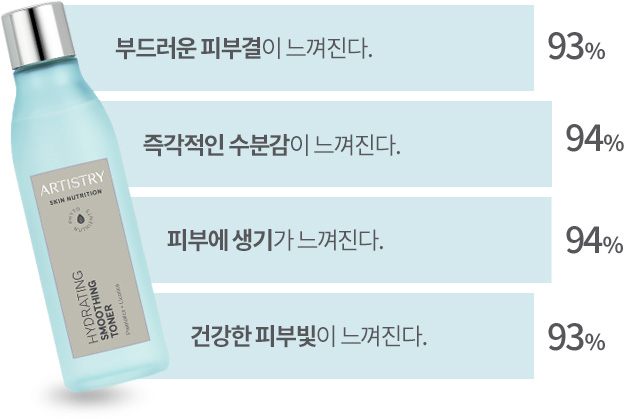 부드러운 피부결이 느껴진다.
93%
즉각적인 수분감이 느껴진다.
94%
피부에 생기가 느껴진다.
94%
건강한 피부빛이 느껴진다.
93%
ARTISTRY
SKIN NUTRITION
PHYTO NUTRIENTS
HYDRATING
SMOOTHING
TONER